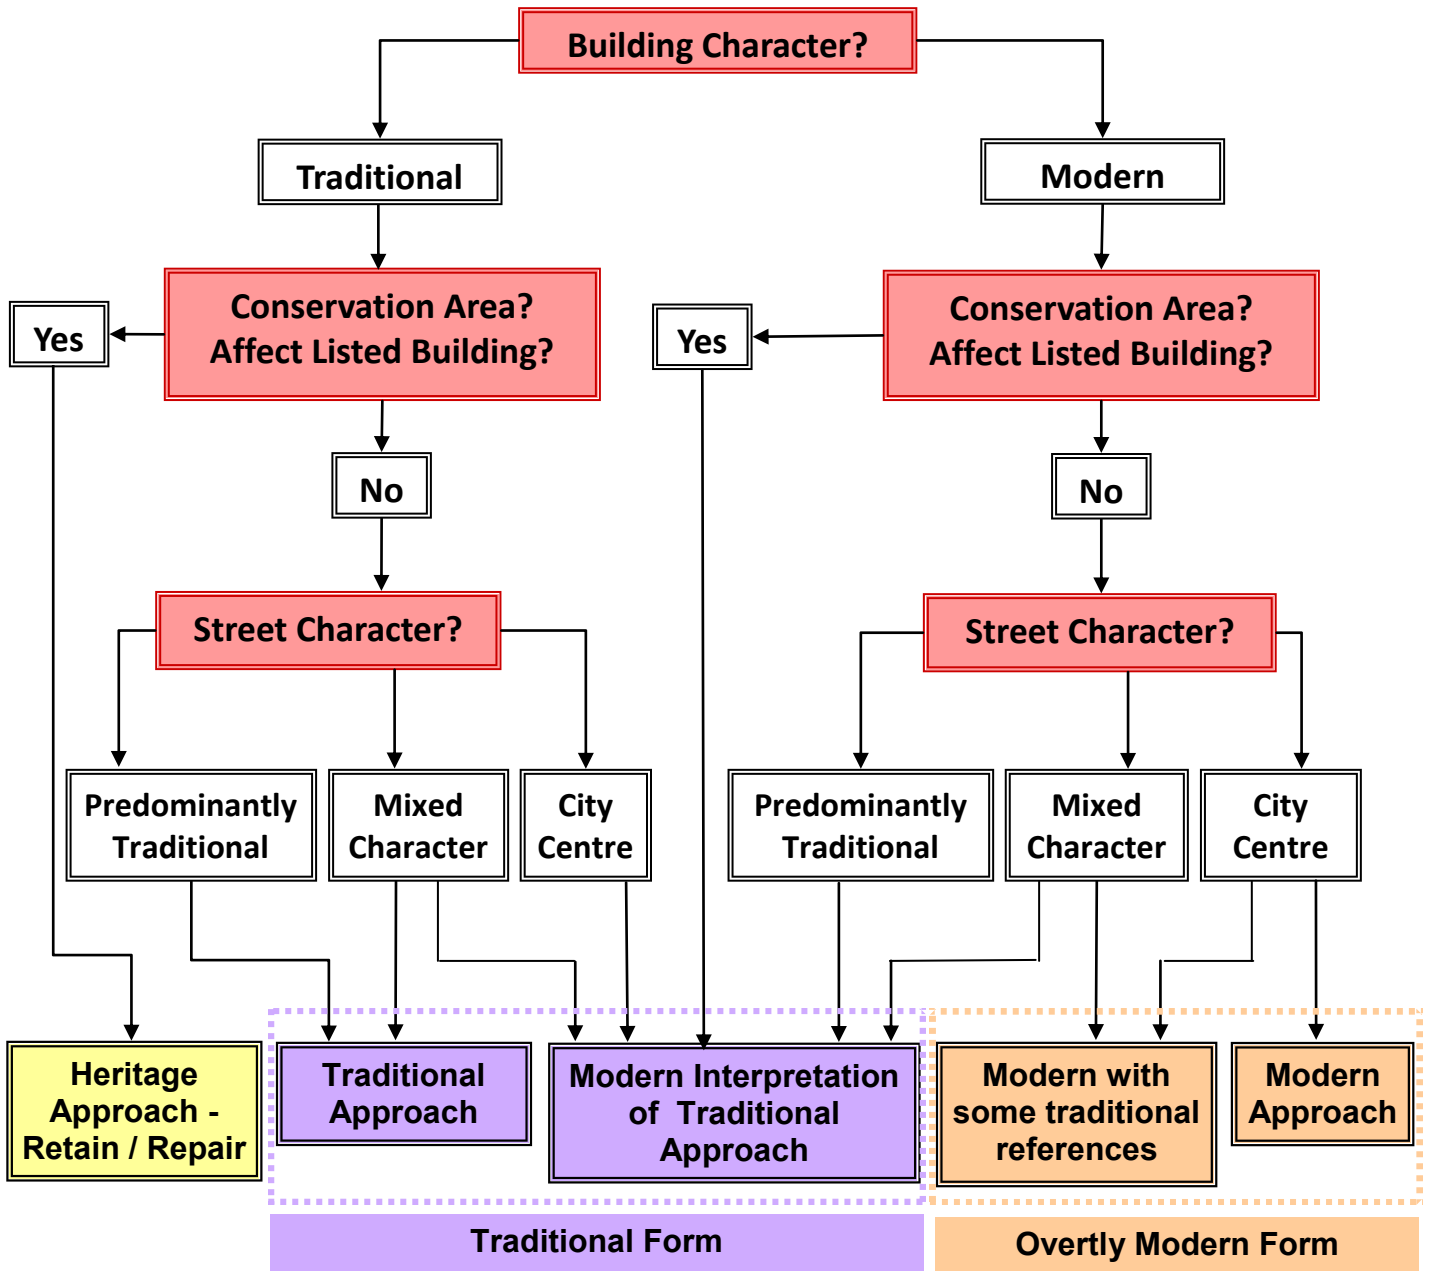 Building Character?
Traditional
Modern
Conservation Area?
Affect Listed Building?
Yes
Conservation Area?
Affect Listed Building?
Yes
No
No
Street Character?
Street Character?
Predominantly
Traditional
Mixed
Character
City
Centre
Predominantly
Traditional
Mixed
Character
City
Centre
Heritage
Approach -
Retain / Repair
Traditional
Approach
Modern Interpretation
of Traditional
Approach
Modern with
some traditional
references
Modern
Approach
Traditional Form
Overtly Modern Form